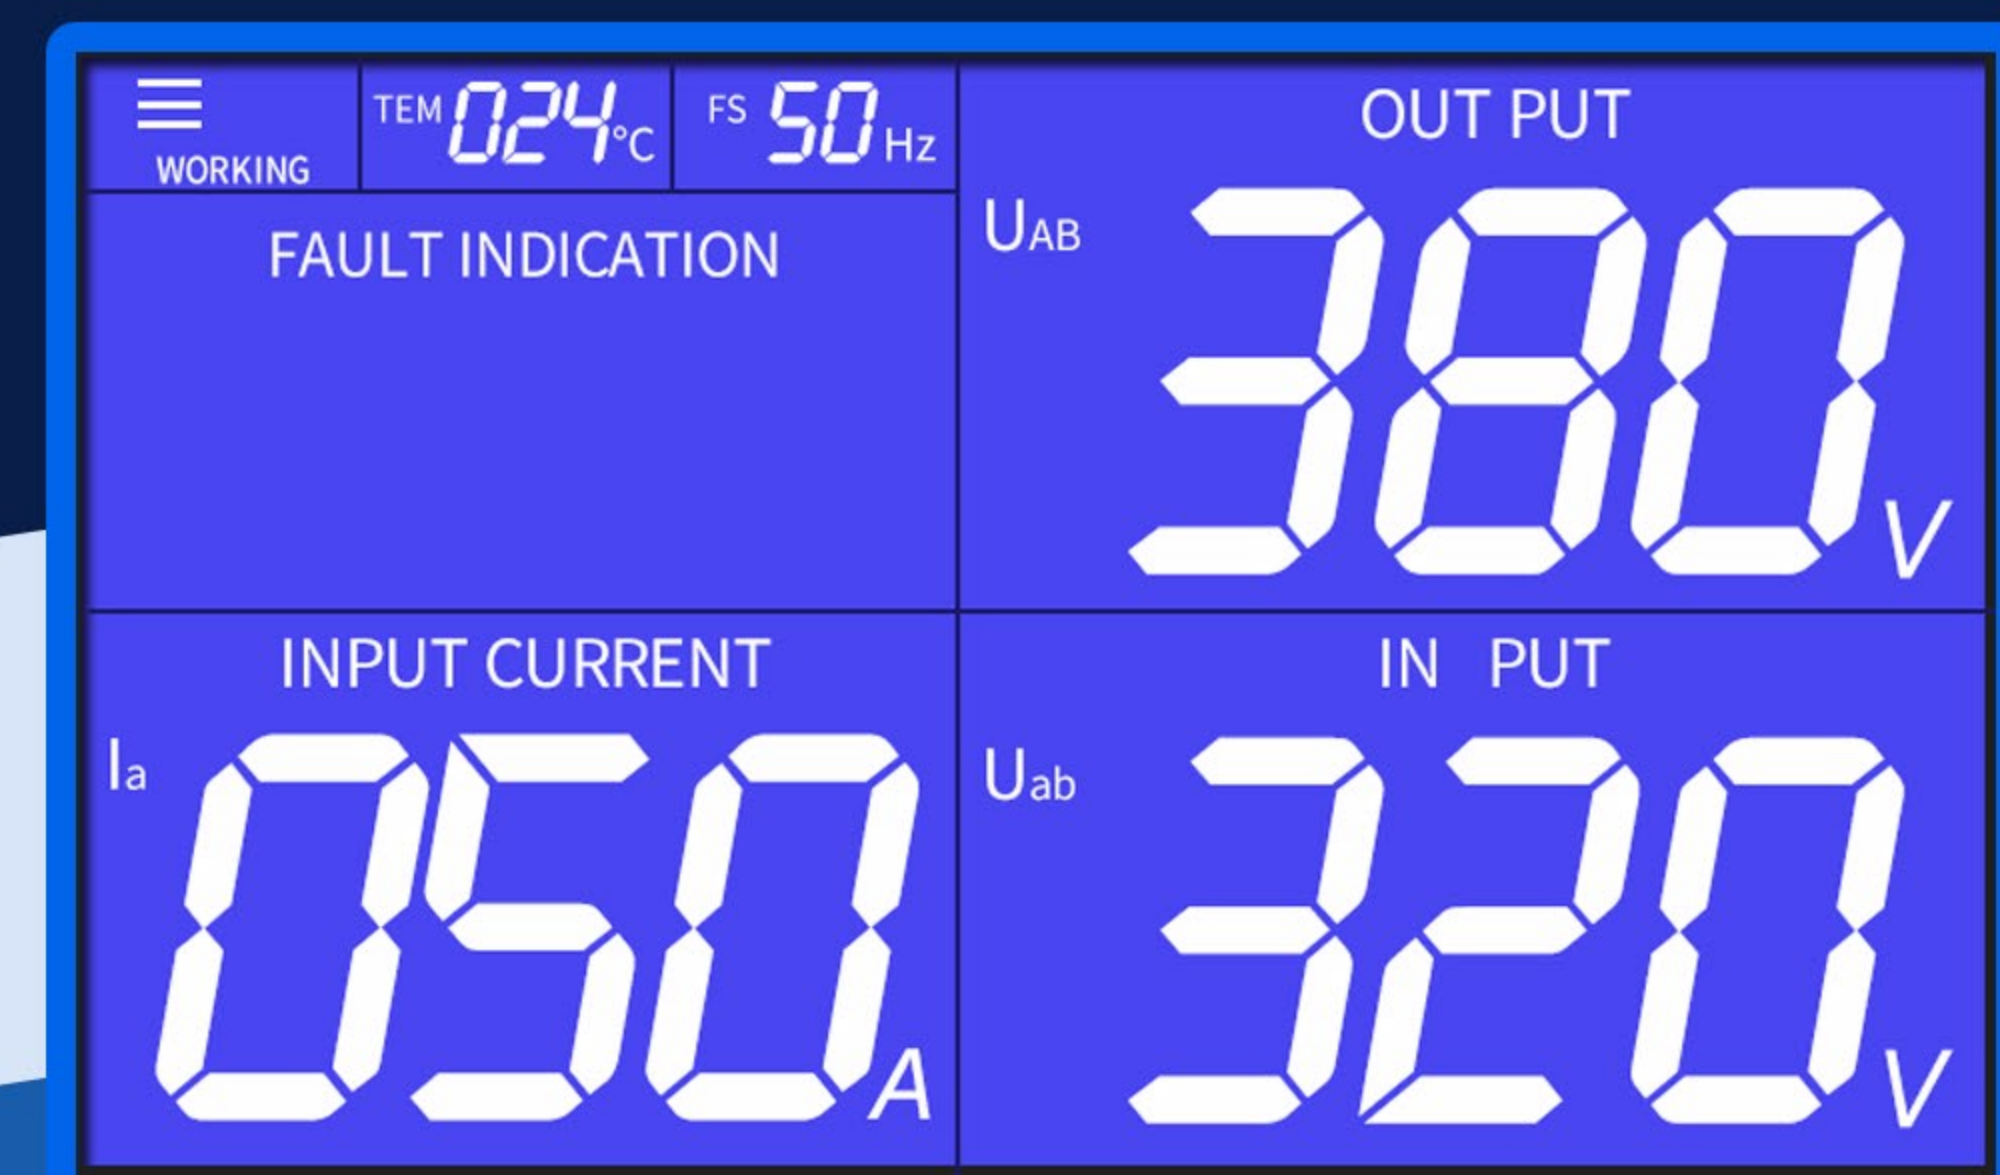 WORKING
TEM 024 °C
FS 50 Hz
FAULT INDICATION
OUT PUT
UAB 380 V
INPUT CURRENT
Ia 050 A
IN PUT
Uab 320 V